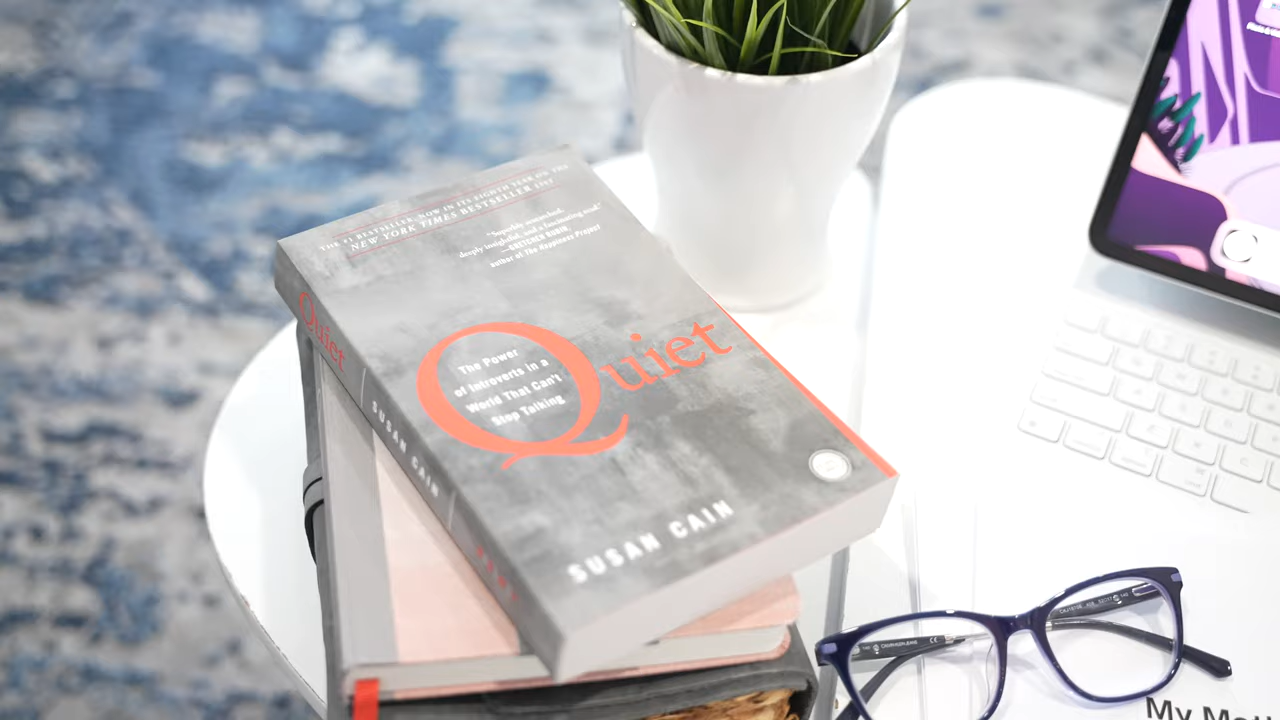 THE #1 BESTSELLER, NOW IN ITS EIGHTH YEAR ON THE
NEW YORK TIMES BESTSELLER LIST
"Superbly researched,
deeply insightful, and a fascinating read."
—GRETCHEN RUBIN,
author of The Happiness Project
Quiet
The Power
of Introverts in a
World That Can't
Stop Talking
SUSAN CAIN
Quiet
SUSAN CAIN
My